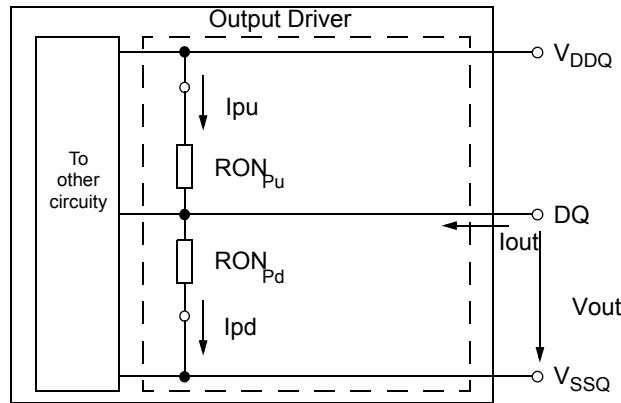 Output Driver
VDDQ
Ipu
To
other
circuity
RONPu
DQ
Iout
RONPd
Vout
Ipd
VSSQ